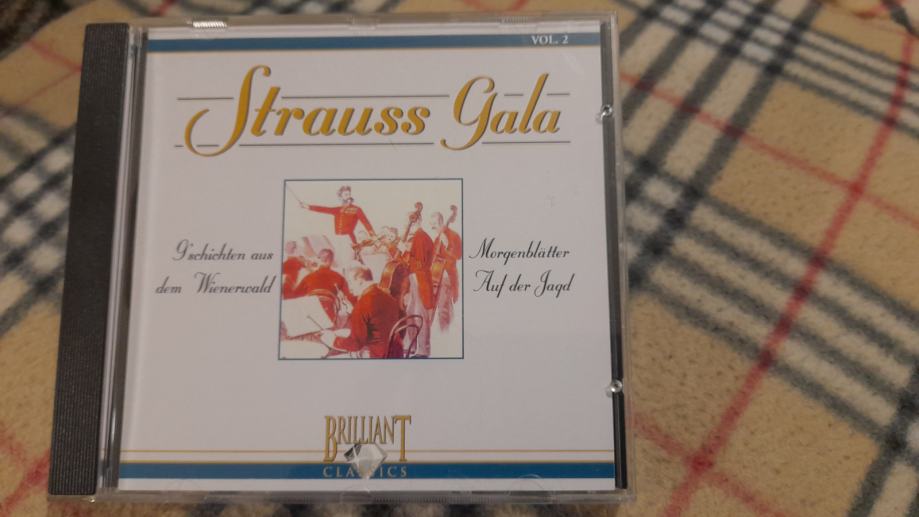 VOL. 2
Strauss Gala
G'schichten aus
dem Wienerwald
Morgenblätter
Auf der Jagd
BRILLIANT
CLASSICS